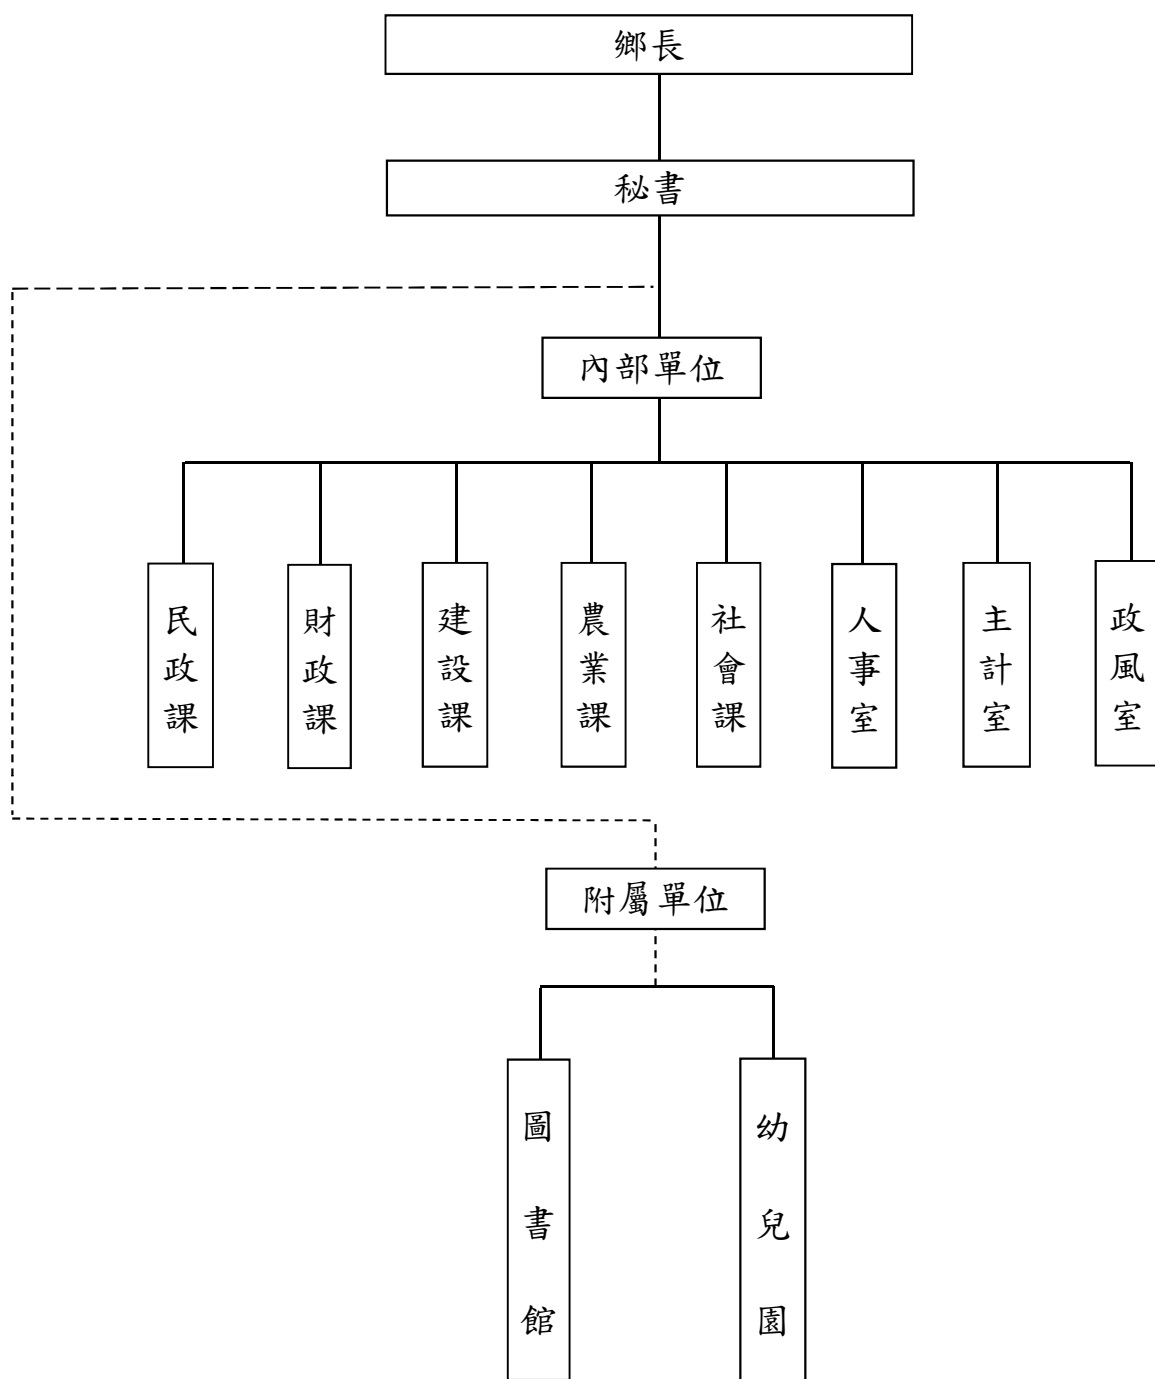 鄉長
秘書
內部單位
民政課
財政課
建設課
農業課
社會課
人事室
主計室
政風室
附屬單位
圖書館
幼兒園